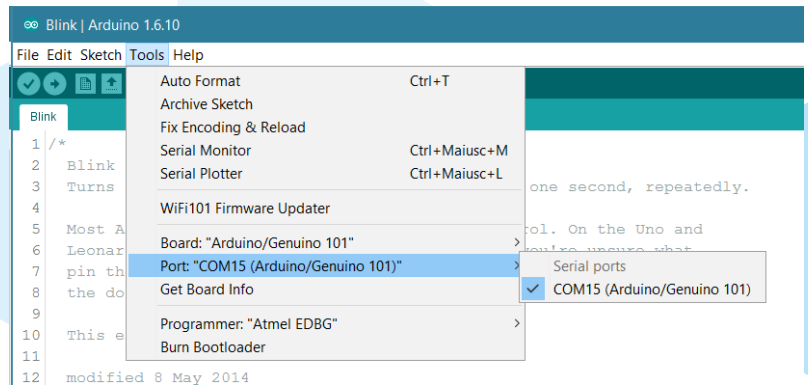 Blink | Arduino 1.6.10
File Edit Sketch Tools Help
Blink
Auto Format Ctrl+T
Archive Sketch
Fix Encoding & Reload
Serial Monitor Ctrl+Maiusc+M
Serial Plotter Ctrl+Maiusc+L
WiFi101 Firmware Updater
Board: "Arduino/Genuino 101"
Port: "COM15 (Arduino/Genuino 101)"
Get Board Info
Programmer: "Atmel EDBG"
Burn Bootloader
Serial ports
COM15 (Arduino/Genuino 101)
1 /*
2 Blink
3 Turns one second, repeatedly.
4
5 Most On the Uno and
6
7 pin
8 the
9
10 This
11
12 modified 8 May 2014